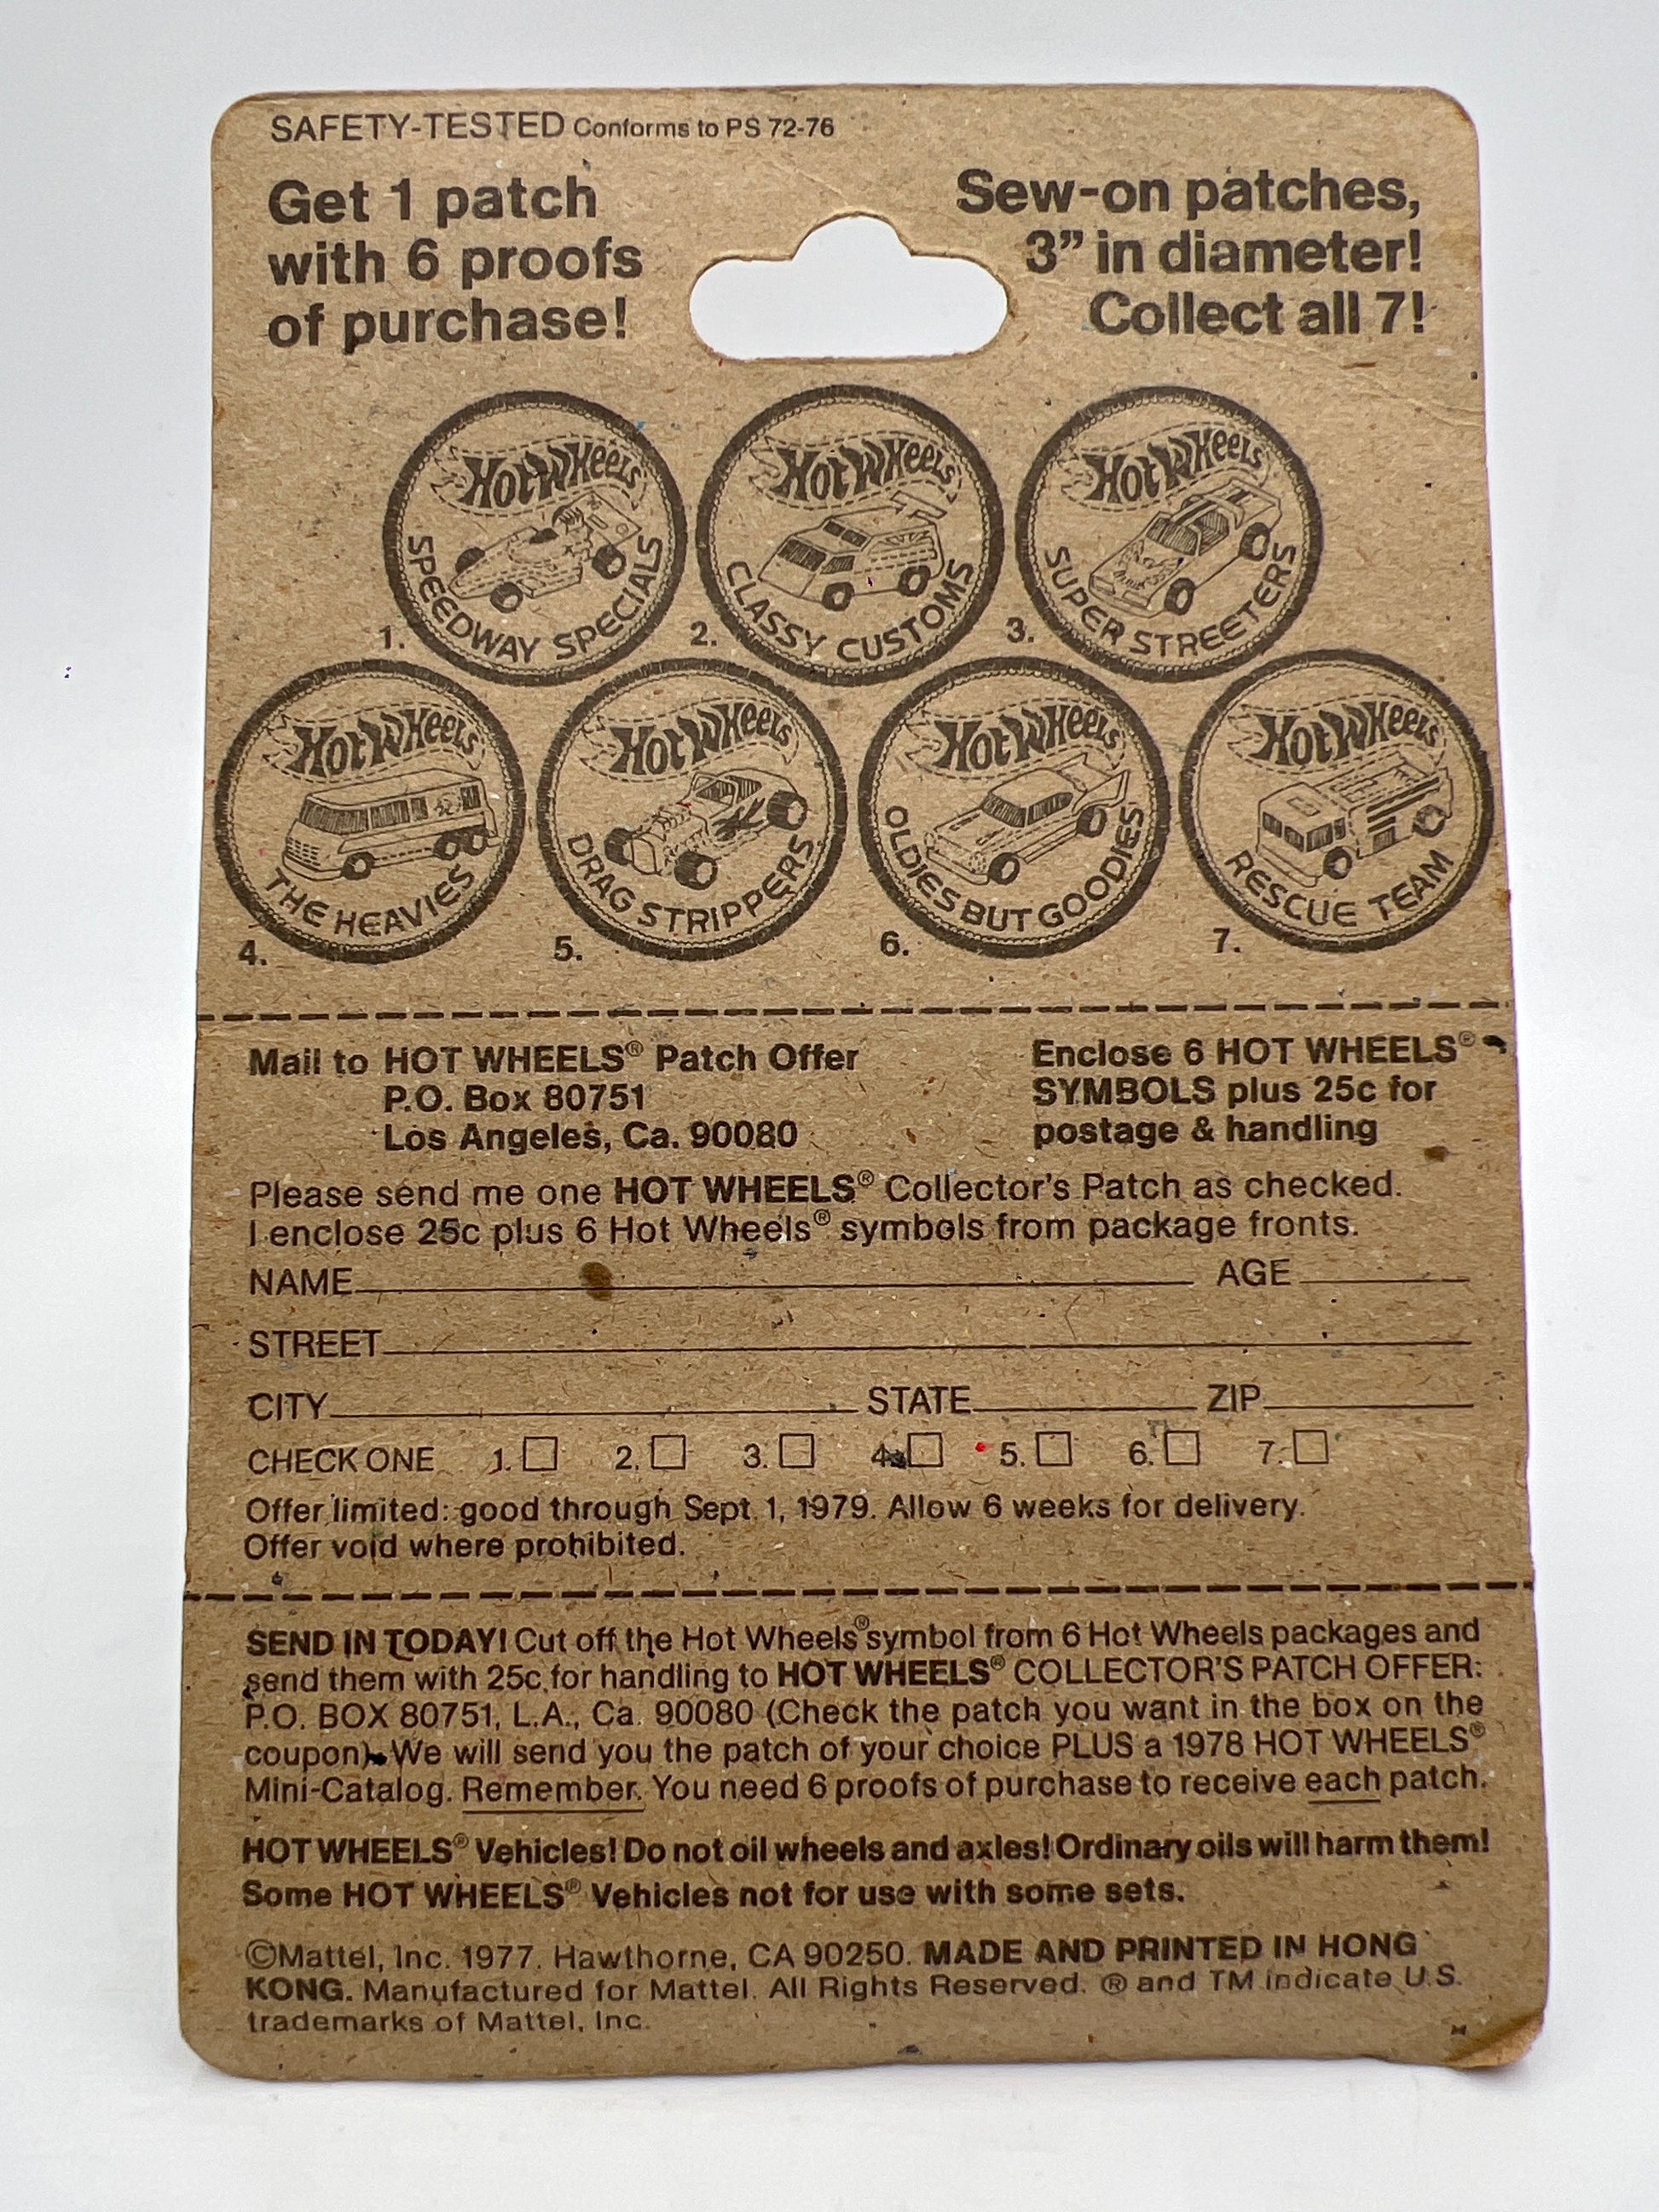 SAFETY-TESTED Conforms to PS 72-76
Get 1 patch
with 6 proofs
of purchase!
Sew-on patches,
3” in diameter!
Collect all 7!
HOT WHEELS
SPEEDWAY SPECIALS
1.
HOT WHEELS
CLASSY CUSTOMS
2.
HOT WHEELS
SUPER STREETERS
3.
HOT WHEELS
THE HEAVIES
4.
HOT WHEELS
DRAG STRIPPERS
5.
HOT WHEELS
OLDIES BUT GOODIES
6.
HOT WHEELS
RESCUE TEAM
7.
Mail to HOT WHEELS® Patch Offer
P.O. Box 80751
Los Angeles, Ca. 90080
Enclose 6 HOT WHEELS®
SYMBOLS plus 25c for
postage & handling
Please send me one HOT WHEELS® Collector's Patch as checked.
I enclose 25c plus 6 Hot Wheels® symbols from package fronts.
NAME AGE
STREET
CITY STATE ZIP
CHECK ONE 1. 2. 3. 4. 5. 6. 7.
Offer limited: good through Sept. 1, 1979. Allow 6 weeks for delivery.
Offer void where prohibited.
SEND IN TODAY! Cut off the Hot Wheels® symbol from 6 Hot Wheels packages and
send them with 25c for handling to HOT WHEELS® COLLECTOR'S PATCH OFFER:
P.O. BOX 80751, L.A., Ca. 90080 (Check the patch you want in the box on the
coupon). We will send you the patch of your choice PLUS a 1978 HOT WHEELS®
Mini-Catalog. Remember. You need 6 proofs of purchase to receive each patch.
HOT WHEELS® Vehicles! Do not oil wheels and axles! Ordinary oils will harm them!
Some HOT WHEELS® Vehicles not for use with some sets.
©Mattel, Inc. 1977. Hawthorne, CA 90250. MADE AND PRINTED IN HONG
KONG. Manufactured for Mattel. All Rights Reserved. ® and TM indicate U.S.
trademarks of Mattel, Inc.